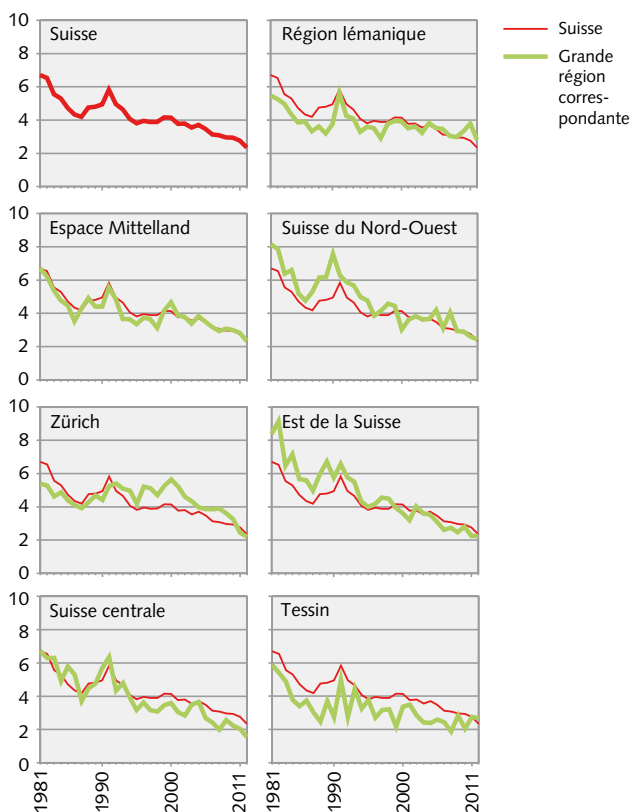 10
8
6
4
2
0
Suisse
Région lémanique
Suisse
Grande
région
corres-
pondante
10
8
6
4
2
0
Espace Mittelland
Suisse du Nord-Ouest
10
8
6
4
2
0
Zürich
Est de la Suisse
10
8
6
4
2
0
Suisse centrale
Tessin
1981
1990
2000
2011
1981
1990
2000
2011